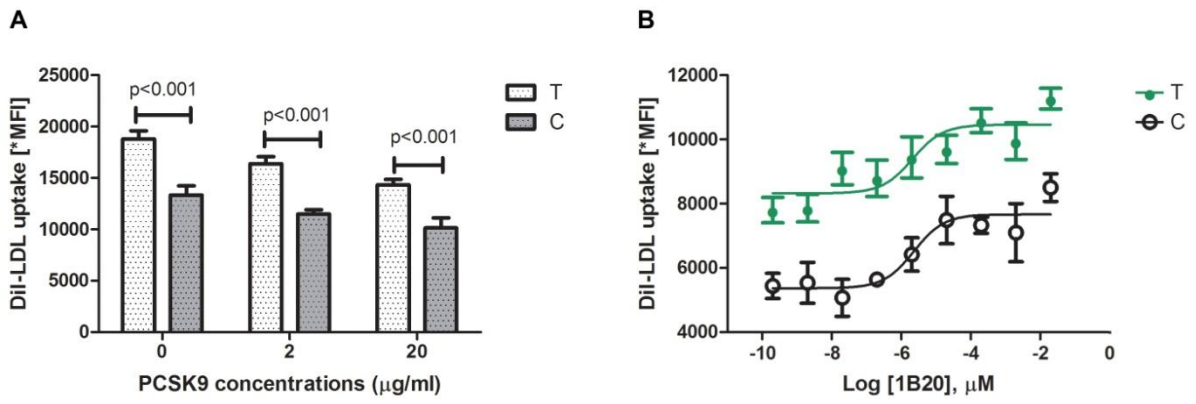 A
25000
20000
15000
10000
5000
0
DiI-LDL uptake [*MFI]
p<0.001
p<0.001
p<0.001
T
C
0
2
20
PCSK9 concentrations (μg/ml)
B
12000
10000
8000
6000
4000
DiI-LDL uptake [*MFI]
T
C
-10
-8
-6
-4
-2
0
Log [1B20], μM